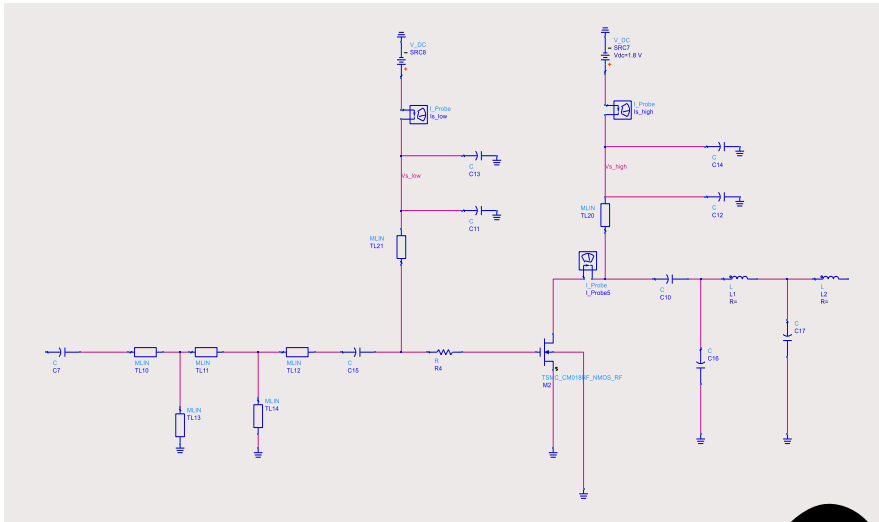 V_DC
SRC8
V_DC
SRC7
Vdc=1.8 V
I_Probe
Is_low
I_Probe
Is_high
C
C13
C
C14
Vs_low
Vs_high
C
C11
C
C12
MLIN
TL20
MLIN
TL21
I_Probe
I_Probe5
C
C10
L
L1
R=
L
L2
R=
C
C17
C
C7
MLIN
TL10
MLIN
TL11
MLIN
TL12
C
C15
R
R4
TSMC_CM018RF_NMOS_RF
M2
C
C16
MLIN
TL13
MLIN
TL14